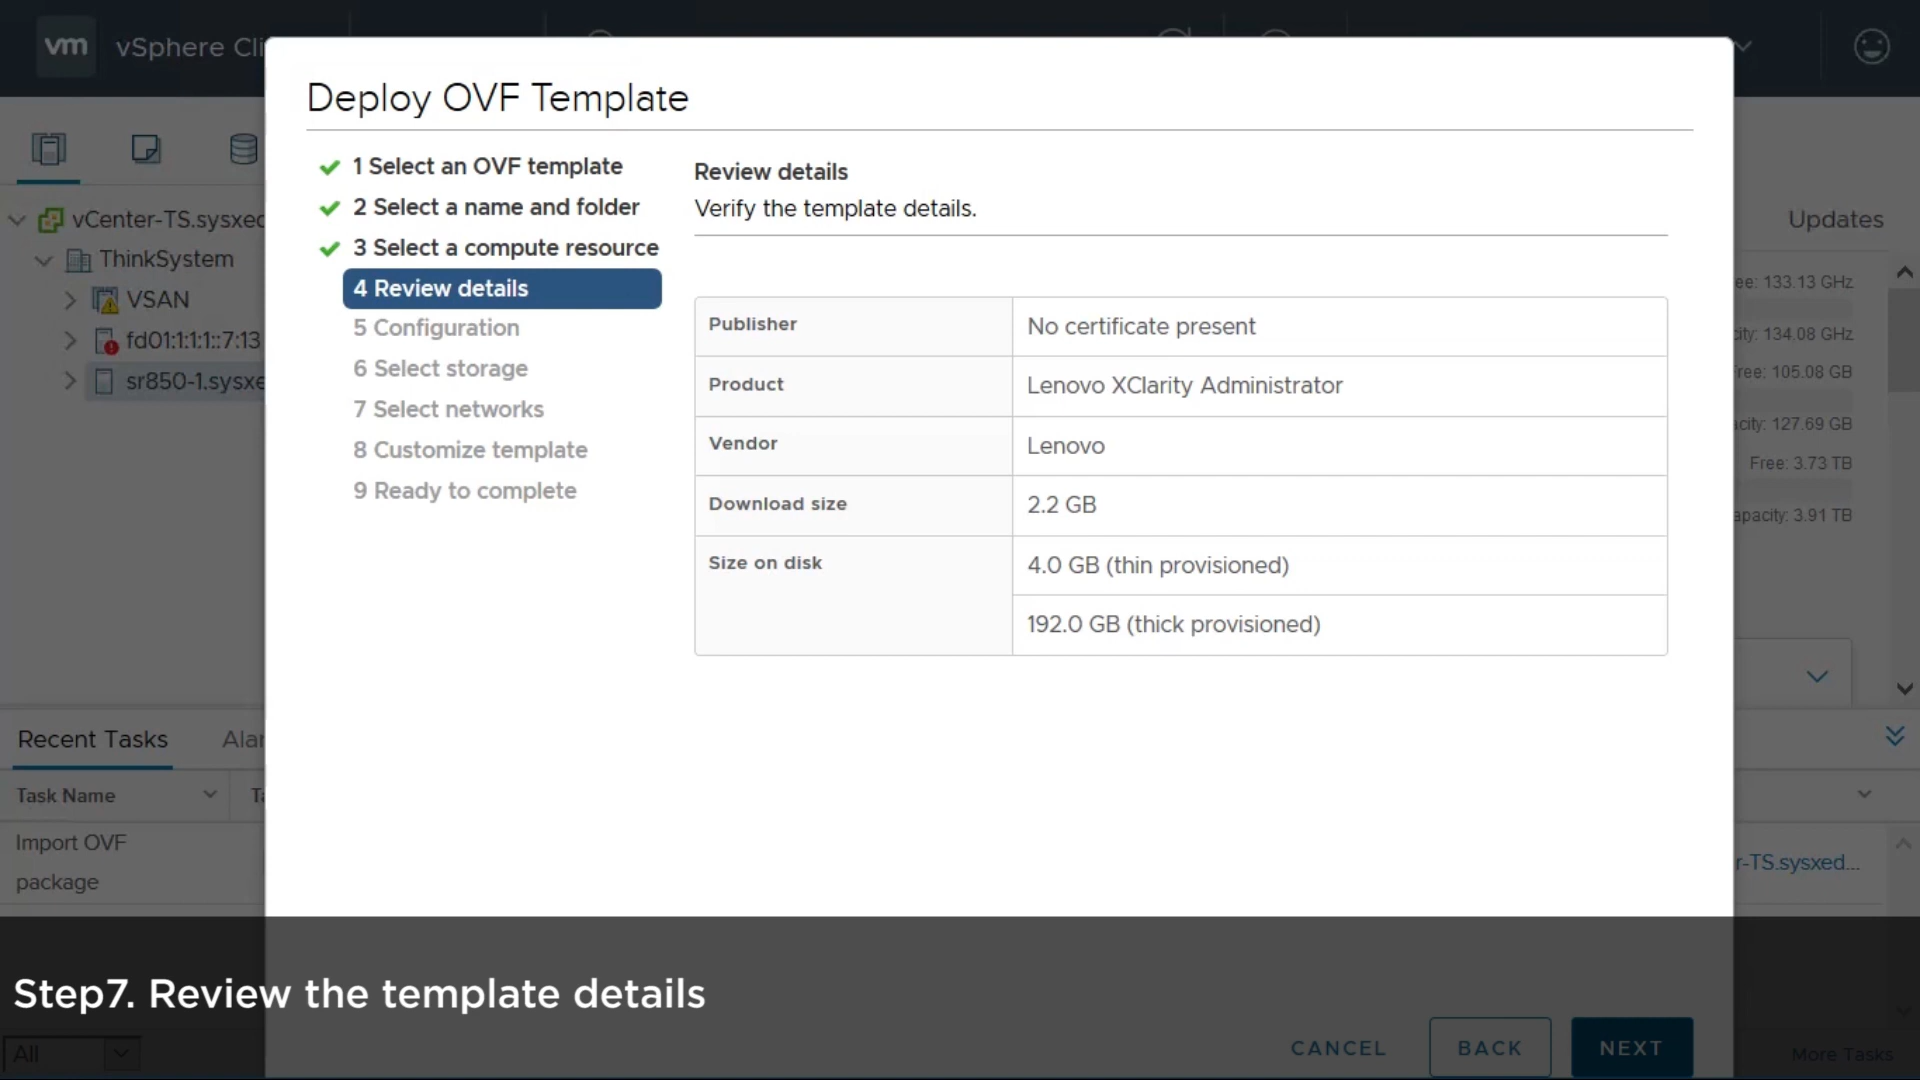 vm vSphere Cli
Deploy OVF Template
1 Select an OVF template
2 Select a name and folder
3 Select a compute resource
4 Review details
5 Configuration
6 Select storage
7 Select networks
8 Customize template
9 Ready to complete
Review details
Verify the template details.
Publisher No certificate present
Product Lenovo XClarity Administrator
Vendor Lenovo
Download size 2.2 GB
Size on disk 4.0 GB (thin provisioned)
192.0 GB (thick provisioned)
vCenter-TS.sysxed
ThinkSystem
VSAN
fd01:1:1:1::7:13
sr850-1.sysxe
Updates
ee: 133.13 GHz
city: 134.08 GHz
ree: 105.08 GB
acity: 127.69 GB
Free: 3.73 TB
apacity: 3.91 TB
Recent Tasks Alar
Task Name Ta
Import OVF
package
r-TS.sysxed...
Step7. Review the template details
CANCEL BACK NEXT
All
More Tasks